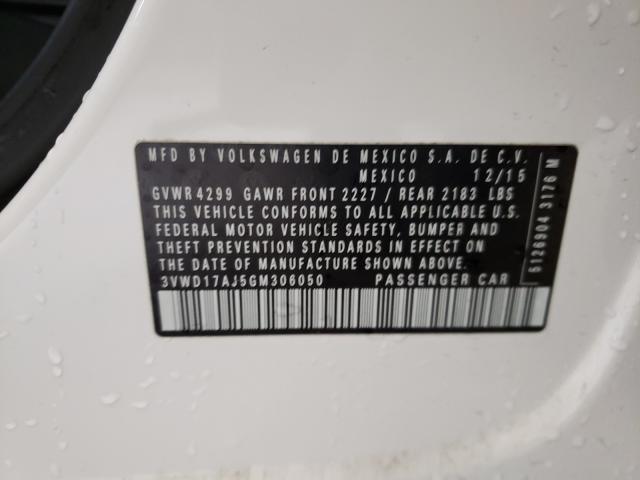 MFD BY VOLKSWAGEN DE MEXICO S.A. DE C.V.
MEXICO 12/15
GVWR 4299 GAWR FRONT 2227 / REAR 2183 LBS
THIS VEHICLE CONFORMS TO ALL APPLICABLE U.S.
FEDERAL MOTOR VEHICLE SAFETY, BUMPER AND
THEFT PREVENTION STANDARDS IN EFFECT ON
THE DATE OF MANUFACTURE SHOWN ABOVE.
3VWD17AJ5GM306050 PASSENGER CAR
5126904 3176 M